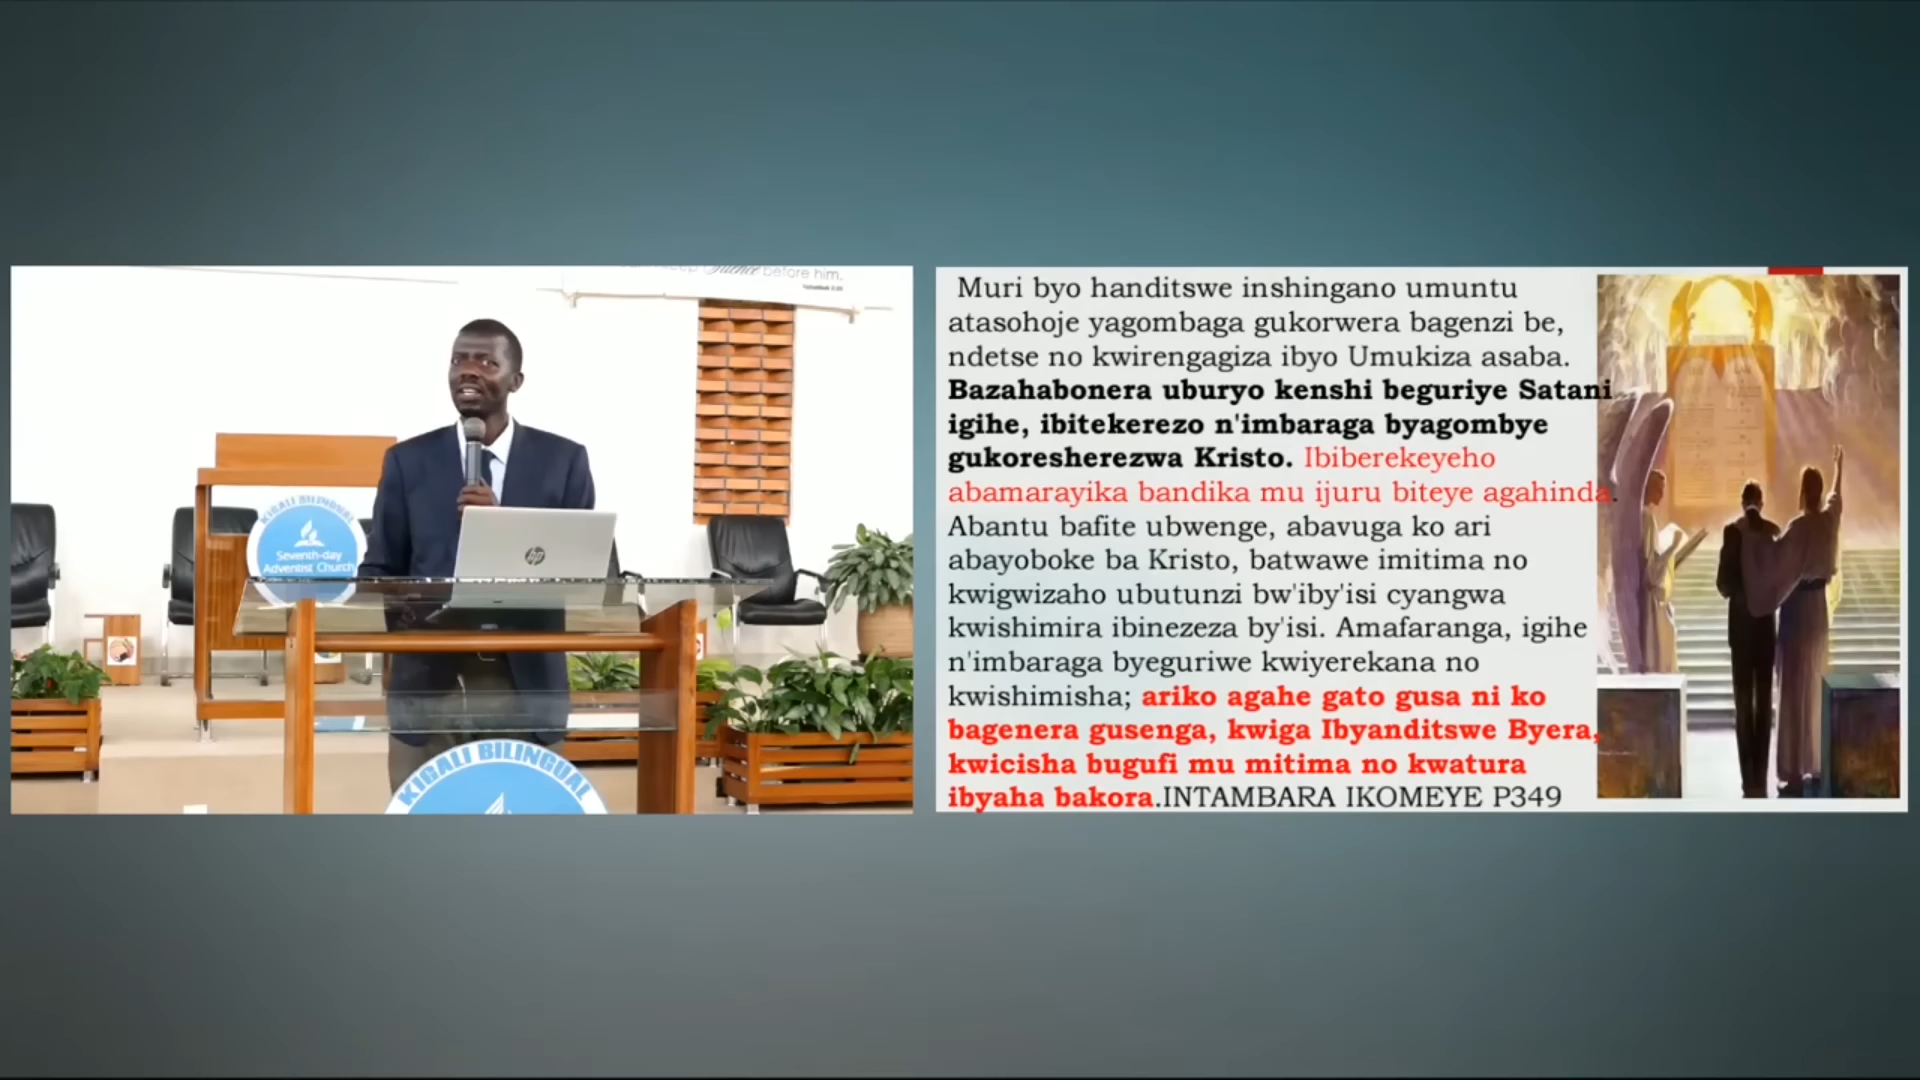 before him.
KIGALI BILINGUAL
Seventh-day
Adventist Church
hp
KIGALI BILINGUAL
Muri byo handitswe inshingano umuntu
atasohoje yagombaga gukorwera bagenzi be,
ndetse no kwirengagiza ibyo Umukiza asaba.
Bazahabonera uburyo kenshi beguriye Satani
igihe, ibitekerezo n'imbaraga byagombye
gukoresherezwa Kristo. Ibiberekeyeho
abamarayika bandika mu ijuru biteye agahinda.
Abantu bafite ubwenge, abavuga ko ari
abayoboke ba Kristo, batwawe imitima no
kwigwizaho ubutunzi bw'iby'isi cyangwa
kwishimira ibinezeza by'isi. Amafaranga, igihe
n'imbaraga byeguriwe kwiyerekana no
kwishimisha; ariko agahe gato gusa ni ko
bagenera gusenga, kwiga Ibyanditswe Byera,
kwicisha bugufi mu mitima no kwatura
ibyaha bakora.INTAMBARA IKOMEYE P349